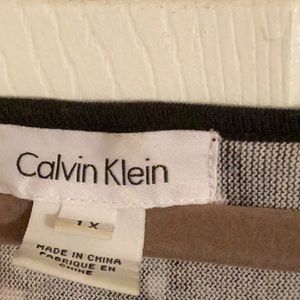 Calvin Klein
1X
MADE IN CHINA
FABRIQUE EN
CHINE